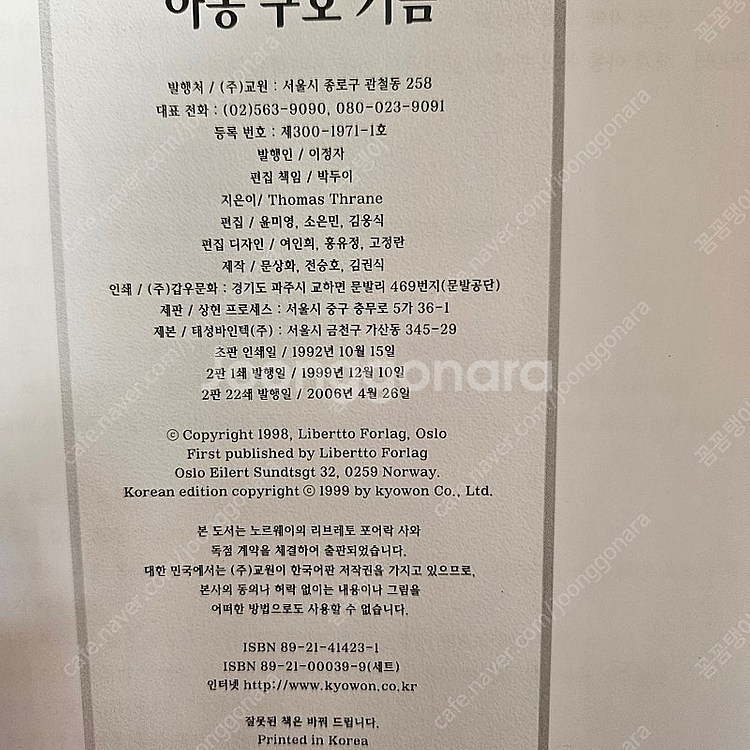 아동 구호 기금
발행처 / (주)교원 : 서울시 종로구 관철동 258
대표 전화 : (02)563-9090, 080-023-9091
등록 번호 : 제300-1971-1호
발행인 / 이정자
편집 책임 / 박두이
지은이/ Thomas Thrane
편집 / 윤미영, 소은민, 김웅식
편집 디자인 / 여인희, 홍유정, 고정란
제작 / 문상화, 전승호, 김권식
인쇄 / (주)갑우문화 : 경기도 파주시 교하면 문발리 469번지(문발공단)
제판 / 상현 프로세스 : 서울시 중구 충무로 5가 36-1
제본 / 태성바인텍(주) : 서울시 금천구 가산동 345-29
초판 인쇄일 / 1992년 10월 15일
2판 1쇄 발행일 / 1999년 12월 10일
2판 22쇄 발행일 / 2006년 4월 26일
joonggonara
ⓒ Copyright 1998, Libertto Forlag, Oslo
First published by Libertto Forlag
Oslo Eilert Sundtsgt 32, 0259 Norway.
Korean edition copyright ⓒ 1999 by kyowon Co., Ltd.
본 도서는 노르웨이의 리브레토 포어락 사와
독점 계약을 체결하여 출판되었습니다.
대한 민국에서는 (주)교원이 한국어판 저작권을 가지고 있으므로,
본사의 동의나 허락 없이는 내용이나 그림을
어떠한 방법으로도 사용할 수 없습니다.
ISBN 89-21-41423-1
ISBN 89-21-00039-9(세트)
인터넷 http://www.kyowon.co.kr
잘못된 책은 바꿔 드립니다.
Printed in Korea
cafe.naver.com/joonggonara